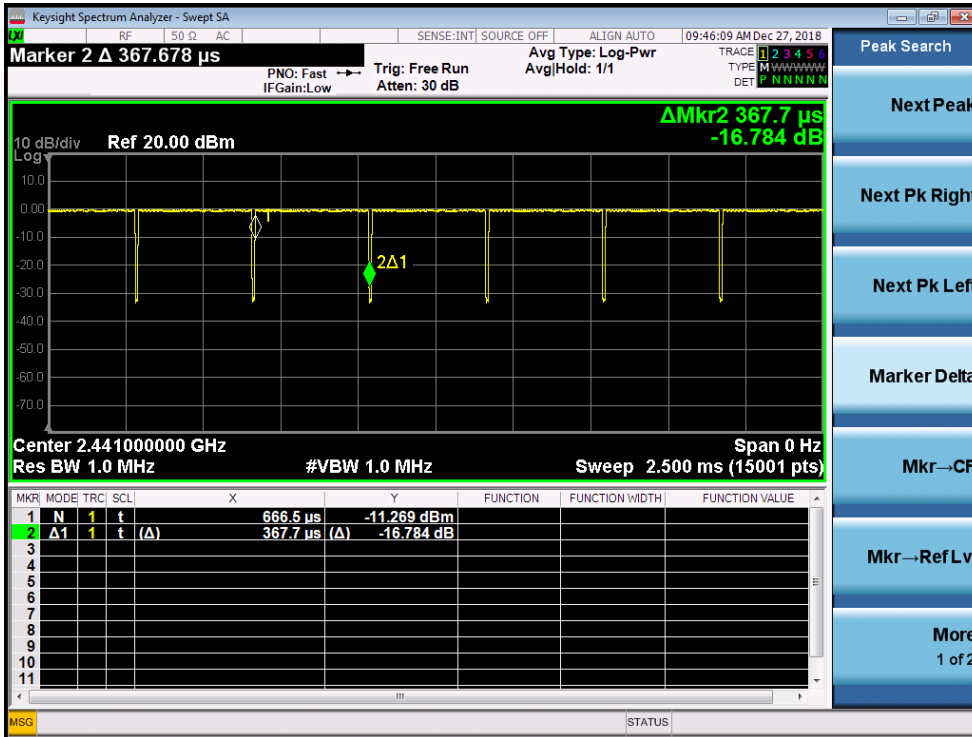 Keysight Spectrum Analyzer - Swept SA
LXI RF 50 Ω AC SENSE:INT SOURCE OFF ALIGN AUTO 09:46:09 AM Dec 27, 2018
Marker 2 Δ 367.678 µs
PNO: Fast
IFGain:Low
Trig: Free Run
Atten: 30 dB
Avg Type: Log-Pwr
Avg|Hold: 1/1
TRACE 1 2 3 4 5 6
TYPE M W W W W W
DET P N N N N N
ΔMkr2 367.7 µs
-16.784 dB
10 dB/div Ref 20.00 dBm
Log
10.0
0.00
-10.0
-20.0
-30.0
-40.0
-50.0
-60.0
-70.0
1
2Δ1
Center 2.441000000 GHz Span 0 Hz
Res BW 1.0 MHz #VBW 1.0 MHz Sweep 2.500 ms (15001 pts)
MKR MODE TRC SCL X Y FUNCTION FUNCTION WIDTH FUNCTION VALUE
1 N 1 t 666.5 µs -11.269 dBm
2 Δ1 1 t (Δ) 367.7 µs (Δ) -16.784 dB
3
4
5
6
7
8
9
10
11
MSG STATUS
Peak Search
Next Peak
Next Pk Right
Next Pk Left
Marker Delta
Mkr→CF
Mkr→Ref Lv
More
1 of 2